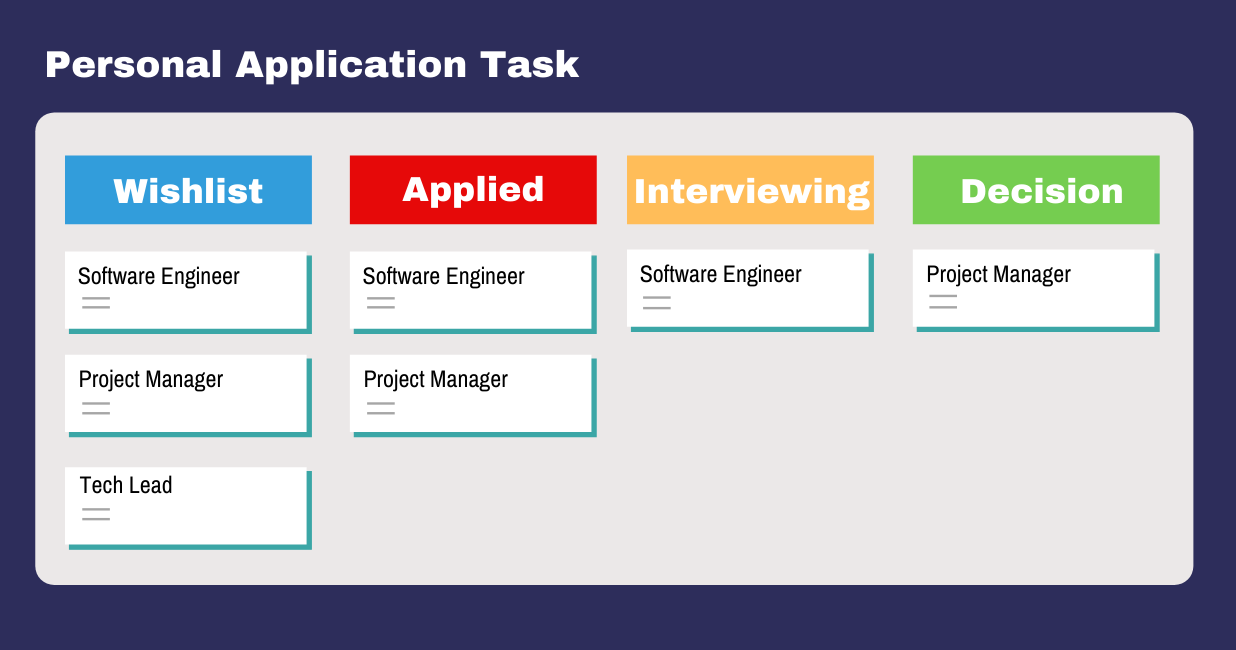 Personal Application Task
Wishlist
Software Engineer
Project Manager
Tech Lead
Applied
Software Engineer
Project Manager
Interviewing
Software Engineer
Decision
Project Manager